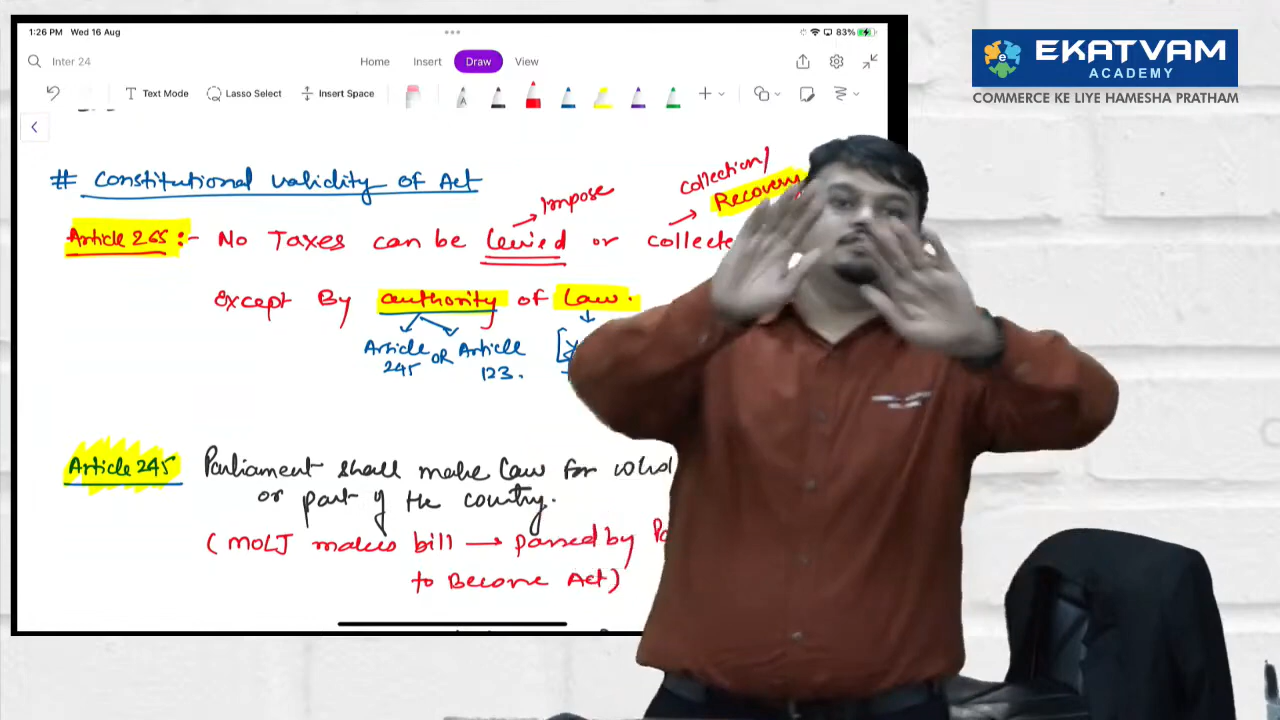 1:26 PM Wed 16 Aug
83%
Inter 24
Home Insert Draw View
Text Mode Lasso Select Insert Space
EKATVAM
ACADEMY
COMMERCE KE LIYE HAMESHA PRATHAM
# Constitutional validity of Act
Impose
collection/
Recovery
Article 265 :- No Taxes can be levied or collecte
Except By authority of Law.
Article 245 OR Article 123.
Article 245 Parliament shall make law for whol
or part of the country.
(MOLJ makes bill → passed by
to Become Act)